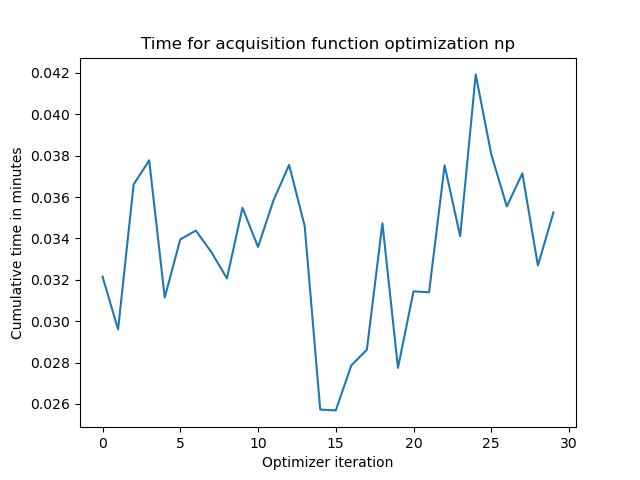 Time for acquisition function optimization np
Cumulative time in minutes
0.042
0.040
0.038
0.036
0.034
0.032
0.030
0.028
0.026
0 5 10 15 20 25 30
Optimizer iteration